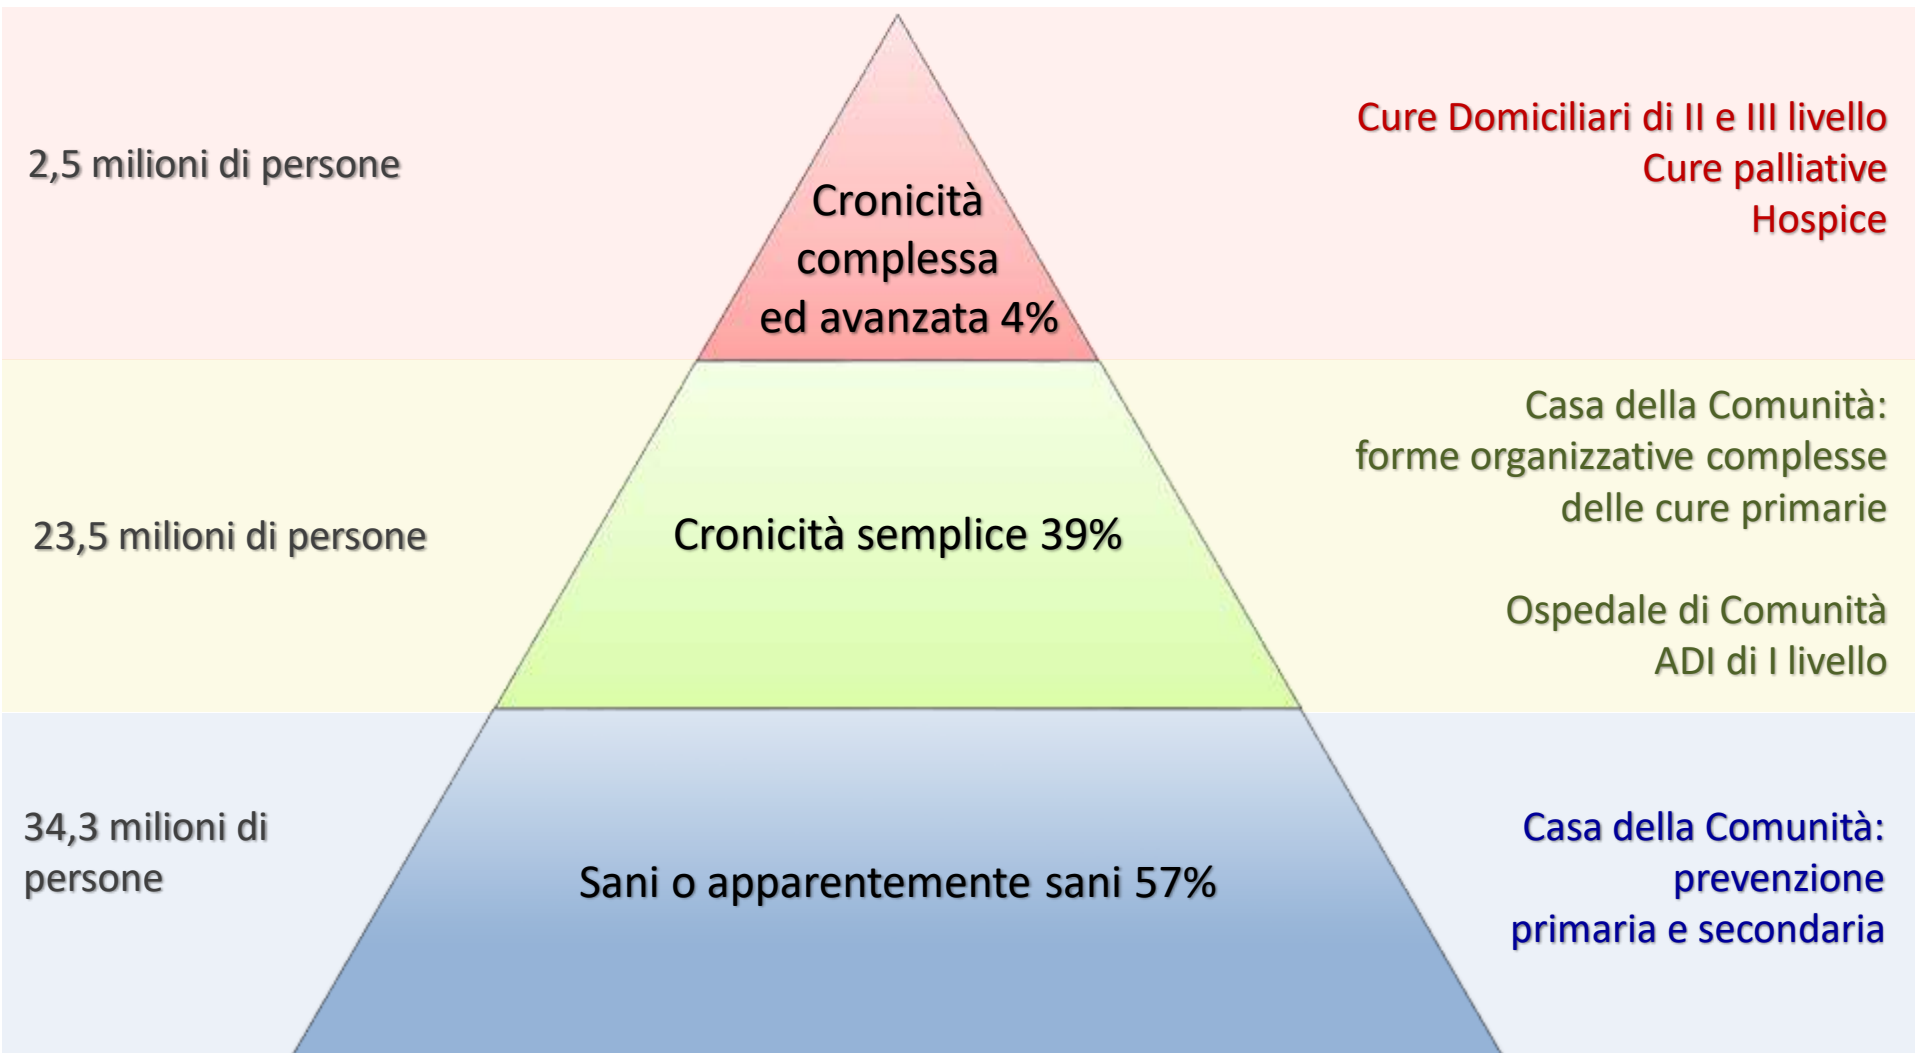 2,5 milioni di persone
Cronicità
complessa
ed avanzata 4%
Cure Domiciliari di II e III livello
Cure palliative
Hospice
23,5 milioni di persone
Cronicità semplice 39%
Casa della Comunità:
forme organizzative complesse
delle cure primarie
Ospedale di Comunità
ADI di I livello
34,3 milioni di
persone
Sani o apparentemente sani 57%
Casa della Comunità:
prevenzione
primaria e secondaria